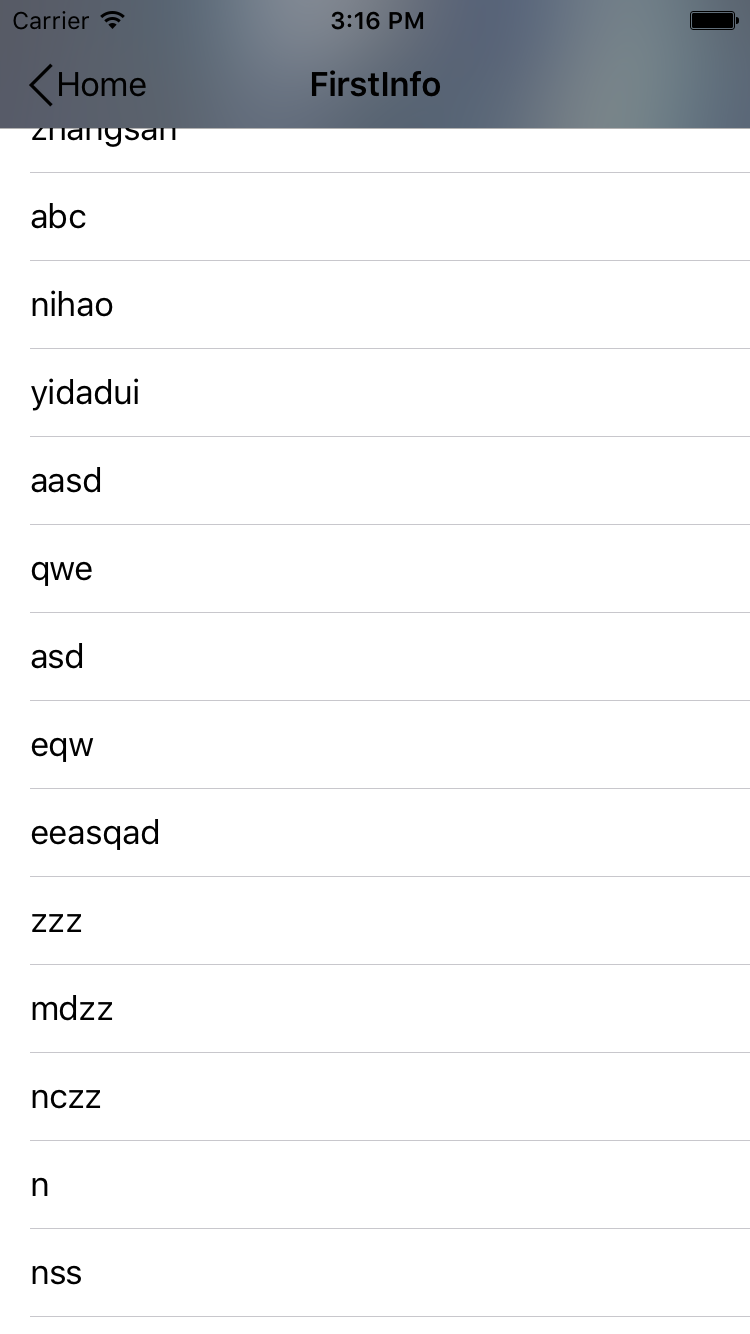 Carrier 3:16 PM
Home FirstInfo
zhangsan
abc
nihao
yidadui
aasd
qwe
asd
eqw
eeasqad
zzz
mdzz
nczz
n
nss